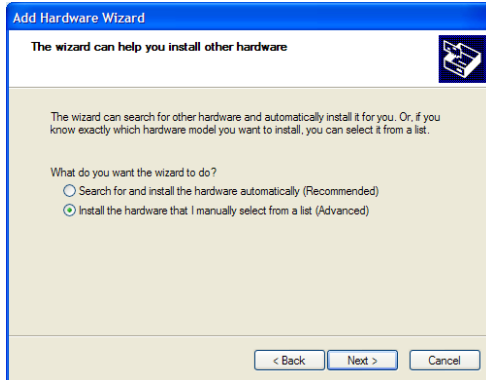 Add Hardware Wizard
The wizard can help you install other hardware
The wizard can search for other hardware and automatically install it for you. Or, if you
know exactly which hardware model you want to install, you can select it from a list.
What do you want the wizard to do?
Search for and install the hardware automatically (Recommended)
Install the hardware that I manually select from a list (Advanced)
< Back Next > Cancel